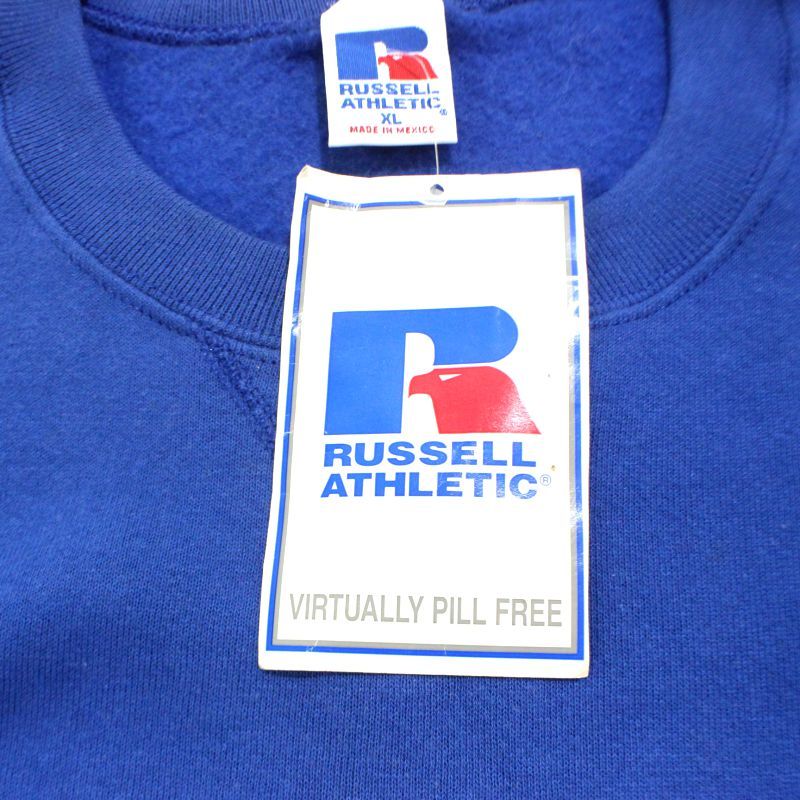 RUSSELL
ATHLETIC®
XL
MADE IN MEXICO
R
RUSSELL
ATHLETIC®
VIRTUALLY PILL FREE